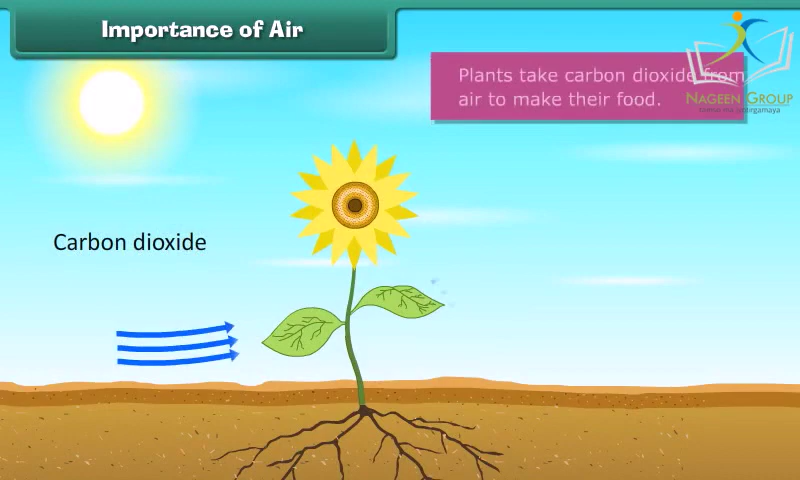 Importance of Air
Plants take carbon dioxide from
air to make their food.
NAGEEN GROUP
Carbon dioxide